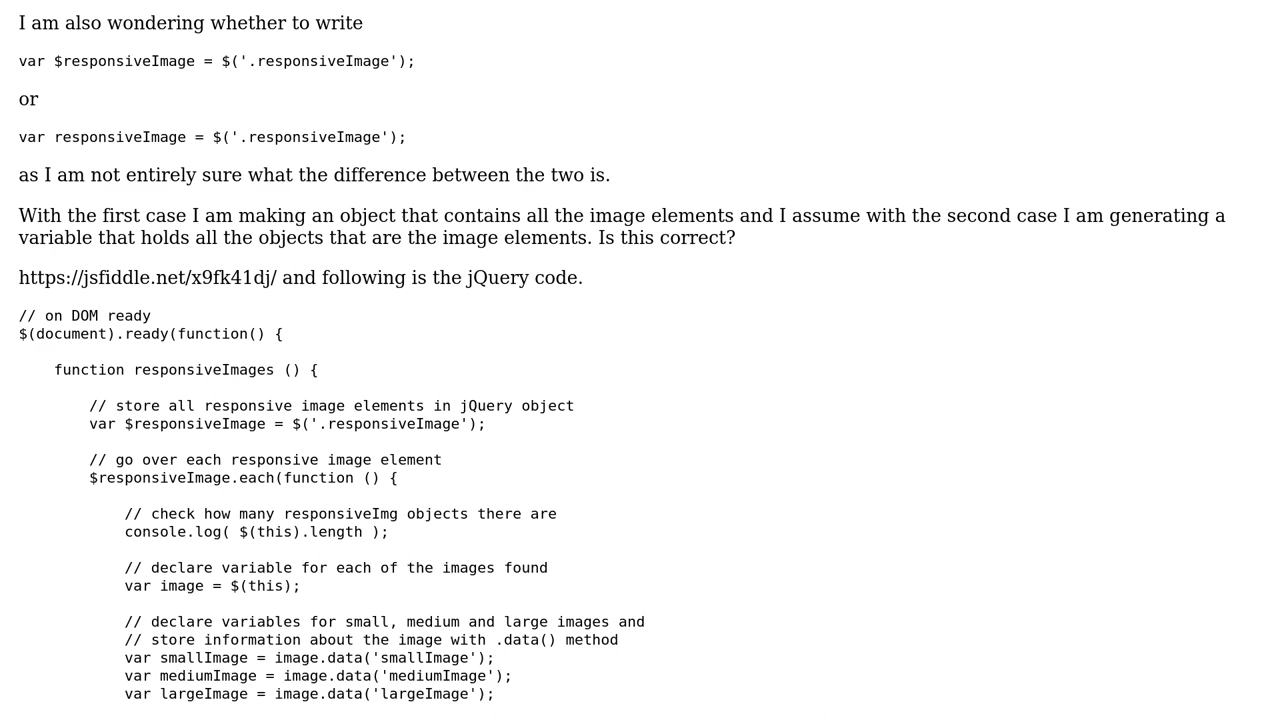 I am also wondering whether to write
var $responsiveImage = $('.responsiveImage');
or
var responsiveImage = $('.responsiveImage');
as I am not entirely sure what the difference between the two is.
With the first case I am making an object that contains all the image elements and I assume with the second case I am generating a
variable that holds all the objects that are the image elements. Is this correct?
https://jsfiddle.net/x9fk41dj/ and following is the jQuery code.
// on DOM ready
$(document).ready(function() {
    function responsiveImages () {
        // store all responsive image elements in jQuery object
        var $responsiveImage = $('.responsiveImage');
        // go over each responsive image element
        $responsiveImage.each(function () {
            // check how many responsiveImg objects there are
            console.log( $(this).length );
            // declare variable for each of the images found
            var image = $(this);
            // declare variables for small, medium and large images and
            // store information about the image with .data() method
            var smallImage = image.data('smallImage');
            var mediumImage = image.data('mediumImage');
            var largeImage = image.data('largeImage');